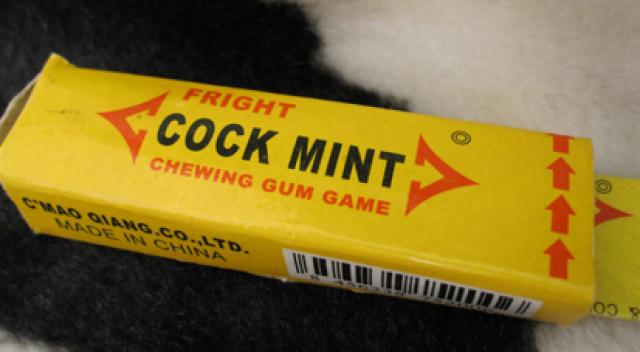 FRIGHT
COCK MINT
CHEWING GUM GAME
C'MAO QIANG.CO.,LTD.
MADE IN CHINA